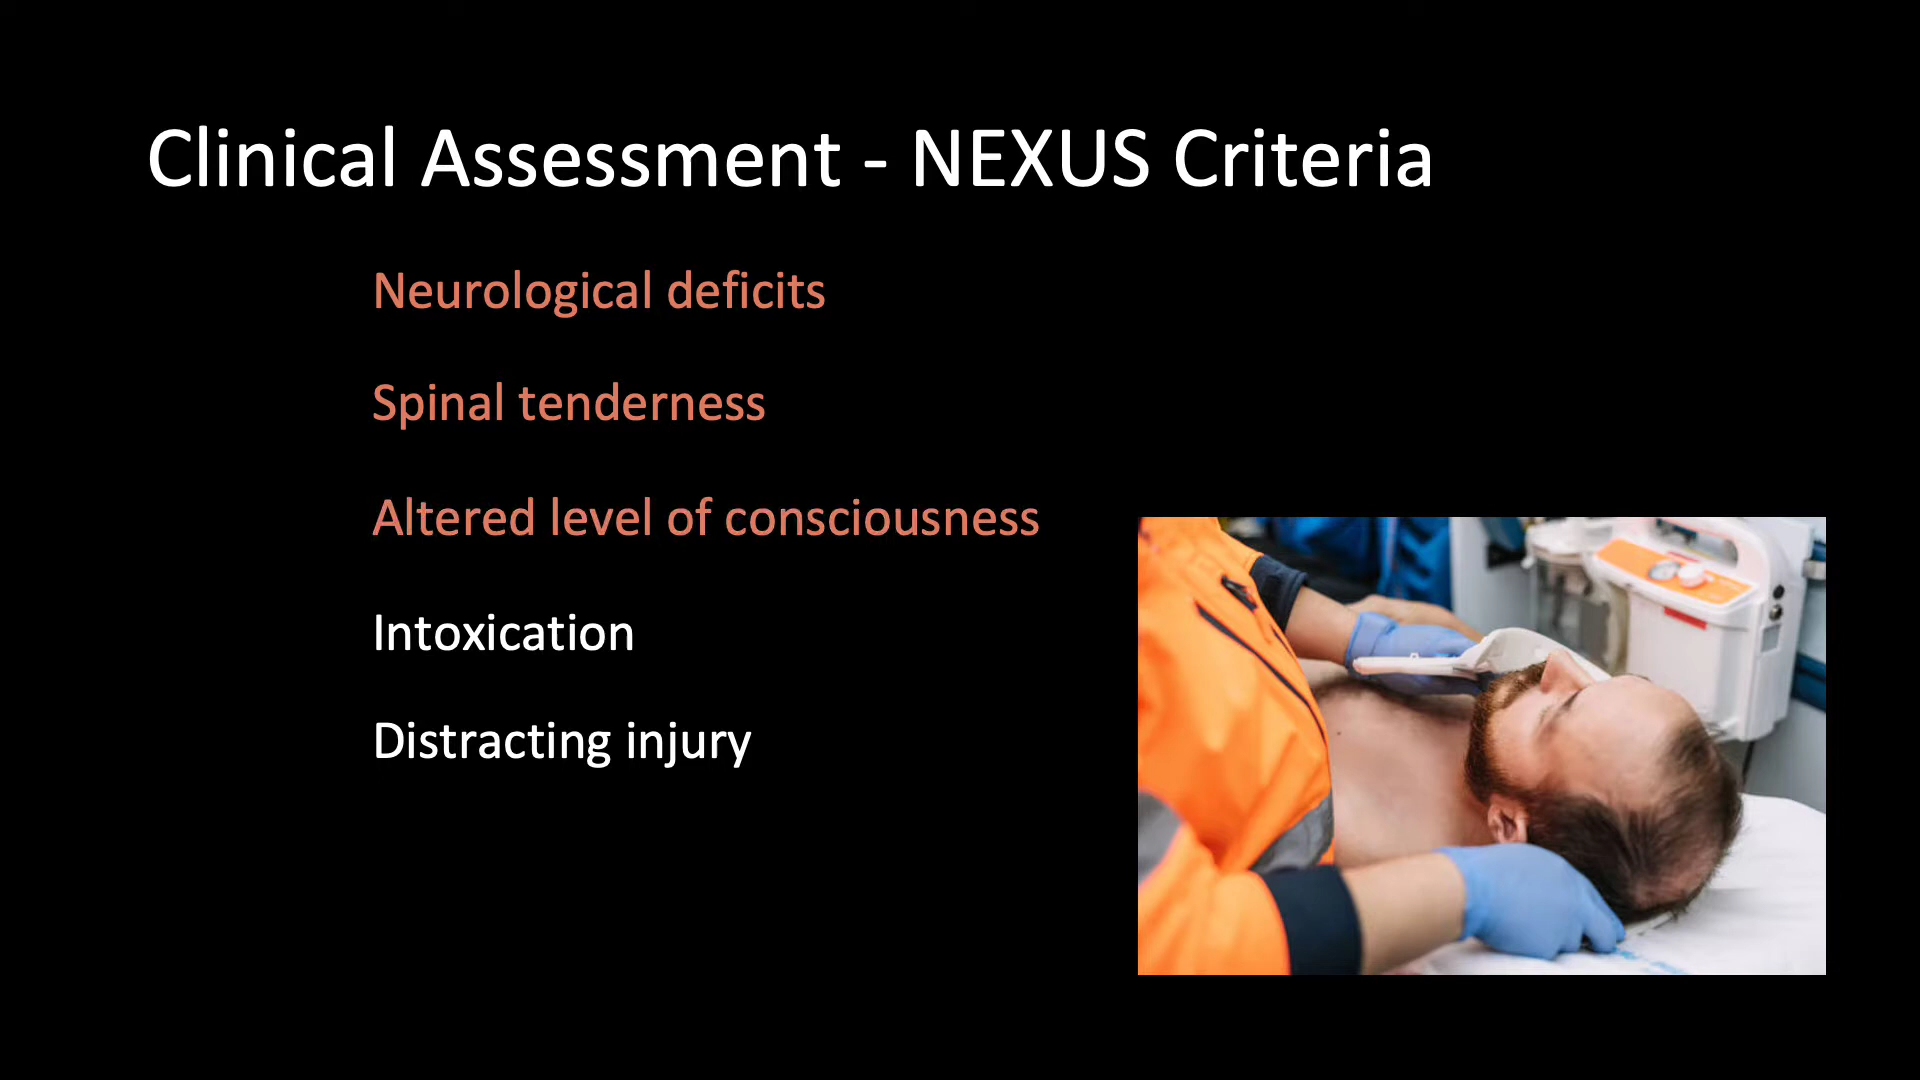 Clinical Assessment - NEXUS Criteria
Neurological deficits
Spinal tenderness
Altered level of consciousness
Intoxication
Distracting injury